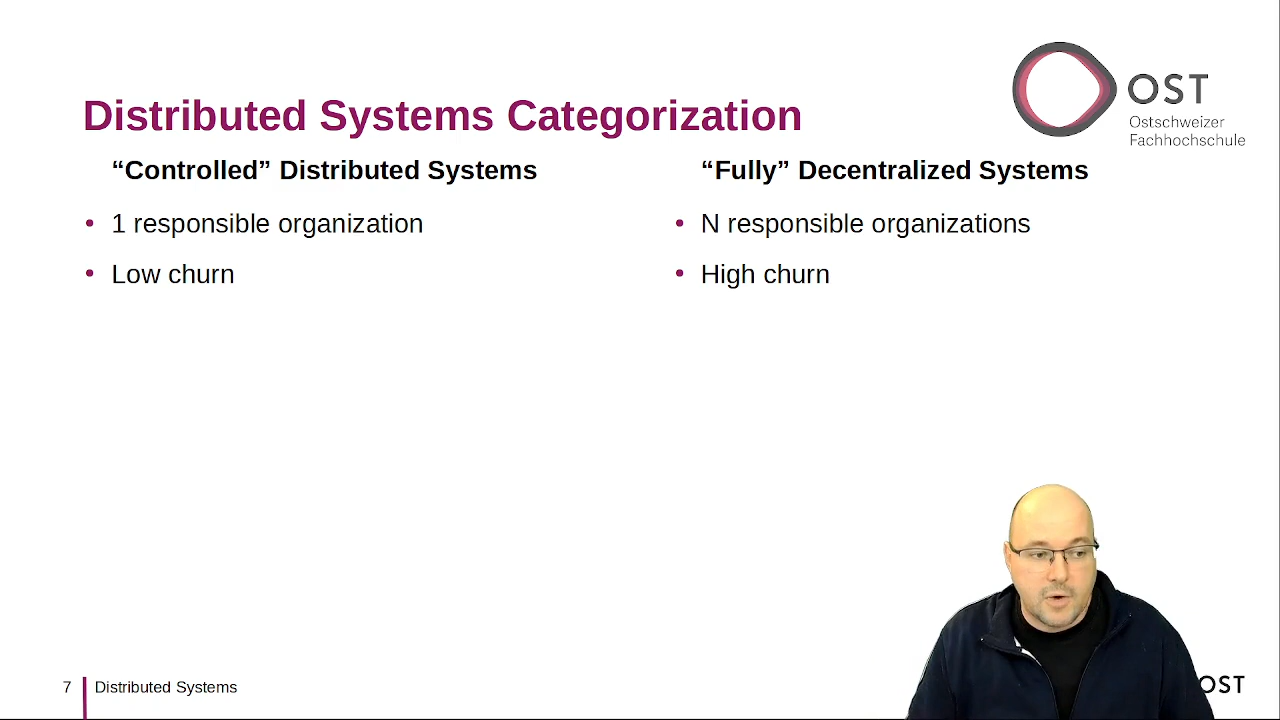 OST
Ostschweizer
Fachhochschule
Distributed Systems Categorization
“Controlled” Distributed Systems
• 1 responsible organization
• Low churn
“Fully” Decentralized Systems
• N responsible organizations
• High churn
7
Distributed Systems
OST